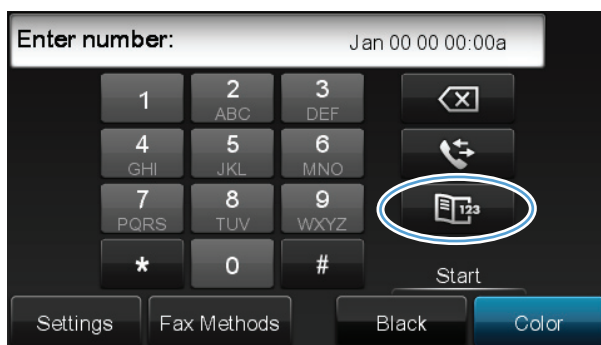 Enter number: Jan 00 00 00:00a
1 2 3
ABC DEF
4 5 6
GHI JKL MNO
7 8 9
PQRS TUV WXYZ
123
* 0 #
Start
Settings Fax Methods Black Color